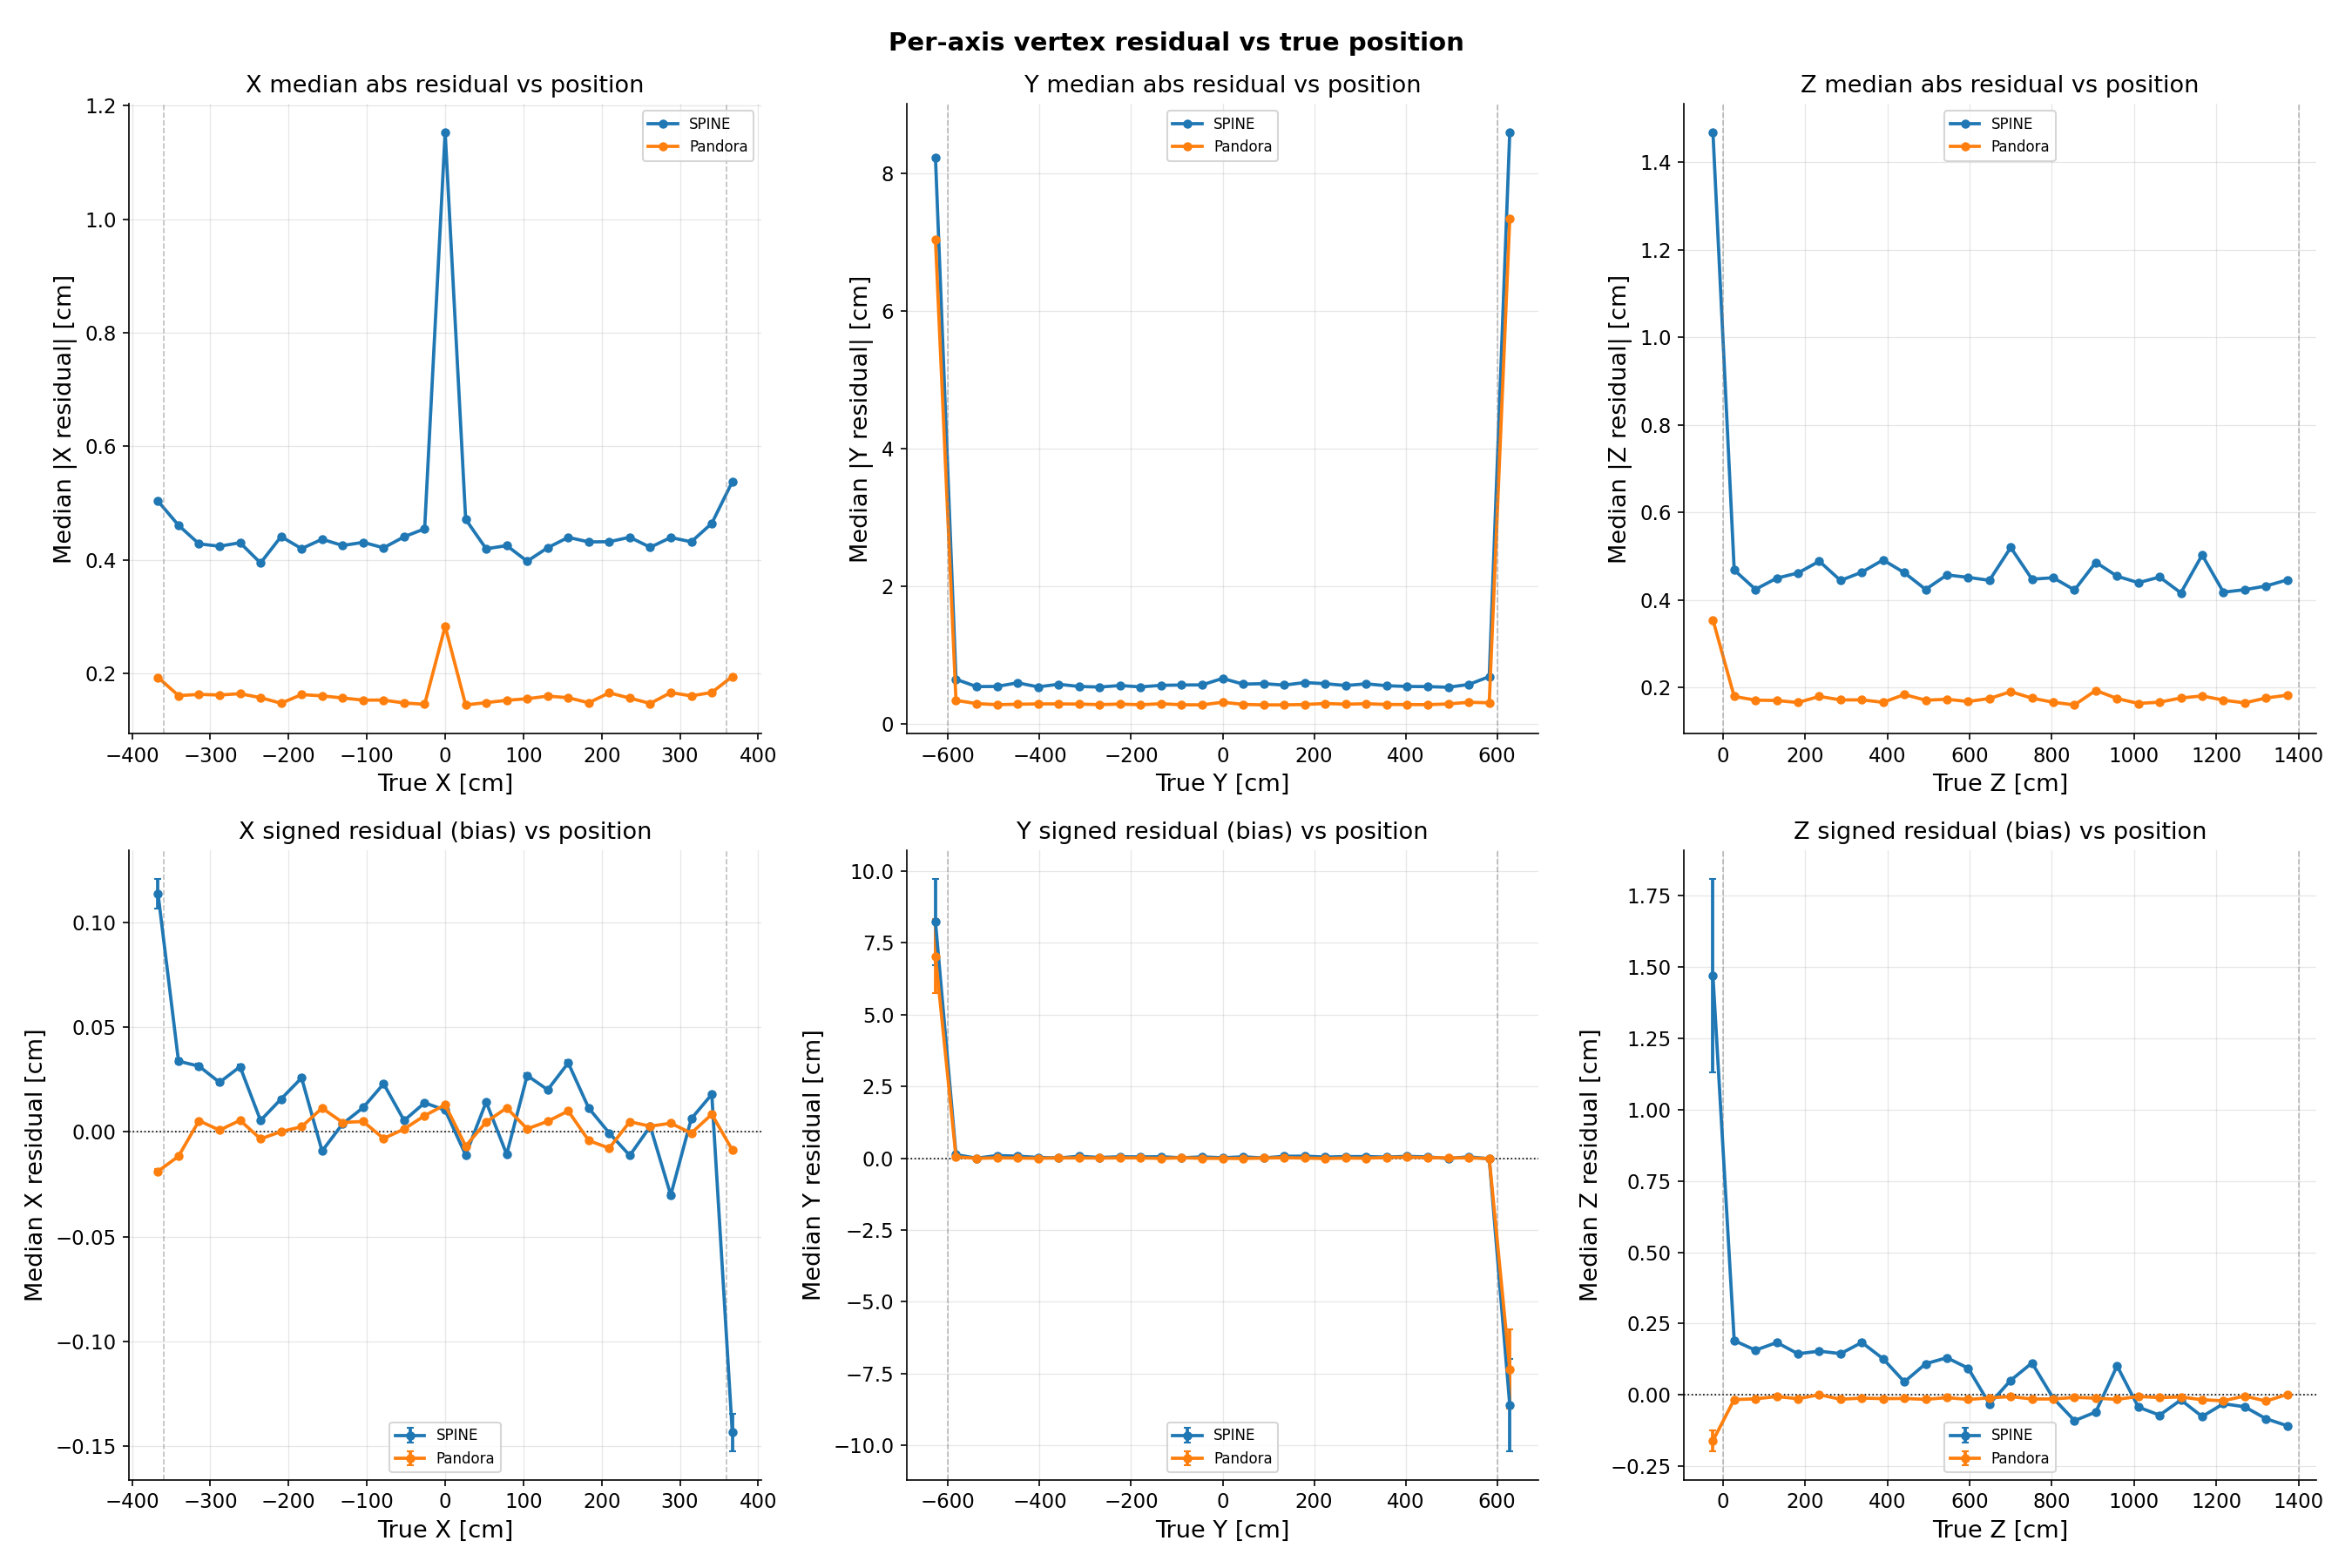 Per-axis vertex residual vs true position
X median abs residual vs position
Median |X residual| [cm]
1.2
1.0
0.8
0.6
0.4
0.2
SPINE
Pandora
−400 −300 −200 −100 0 100 200 300 400
True X [cm]
Y median abs residual vs position
Median |Y residual| [cm]
8
6
4
2
0
SPINE
Pandora
−600 −400 −200 0 200 400 600
True Y [cm]
Z median abs residual vs position
Median |Z residual| [cm]
1.4
1.2
1.0
0.8
0.6
0.4
0.2
SPINE
Pandora
0 200 400 600 800 1000 1200 1400
True Z [cm]
X signed residual (bias) vs position
Median X residual [cm]
0.10
0.05
0.00
−0.05
−0.10
−0.15
SPINE
Pandora
−400 −300 −200 −100 0 100 200 300 400
True X [cm]
Y signed residual (bias) vs position
Median Y residual [cm]
10.0
7.5
5.0
2.5
0.0
−2.5
−5.0
−7.5
−10.0
SPINE
Pandora
−600 −400 −200 0 200 400 600
True Y [cm]
Z signed residual (bias) vs position
Median Z residual [cm]
1.75
1.50
1.25
1.00
0.75
0.50
0.25
0.00
−0.25
SPINE
Pandora
0 200 400 600 800 1000 1200 1400
True Z [cm]